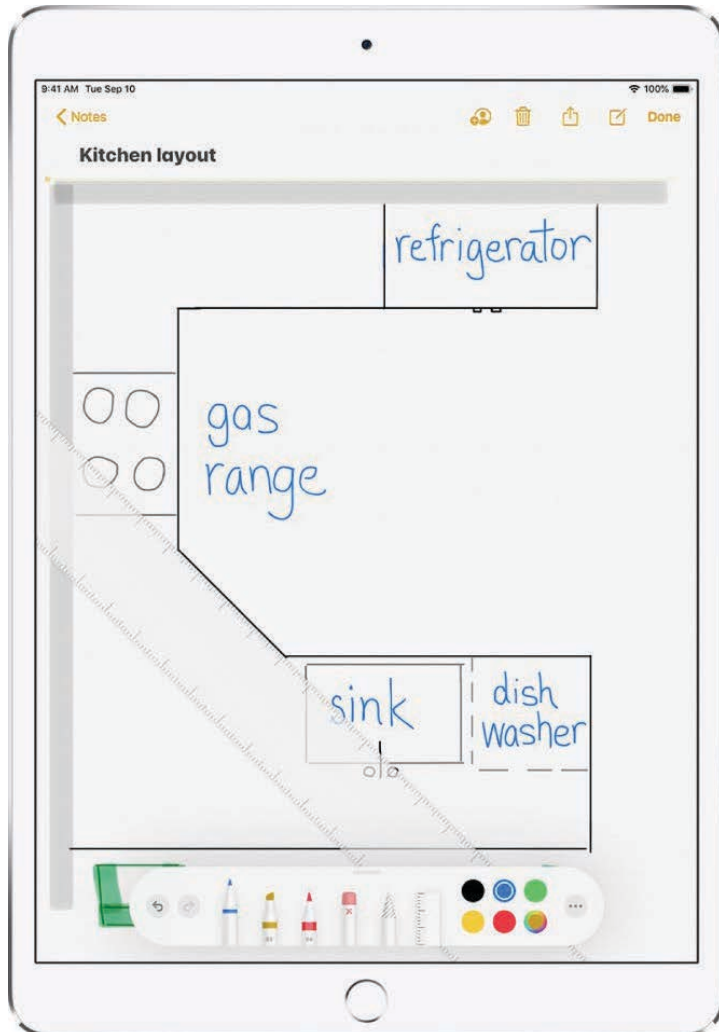 9:41 AM Tue Sep 10
100%
Notes
Done
Kitchen layout
refrigerator
gas
range
sink
dish
washer